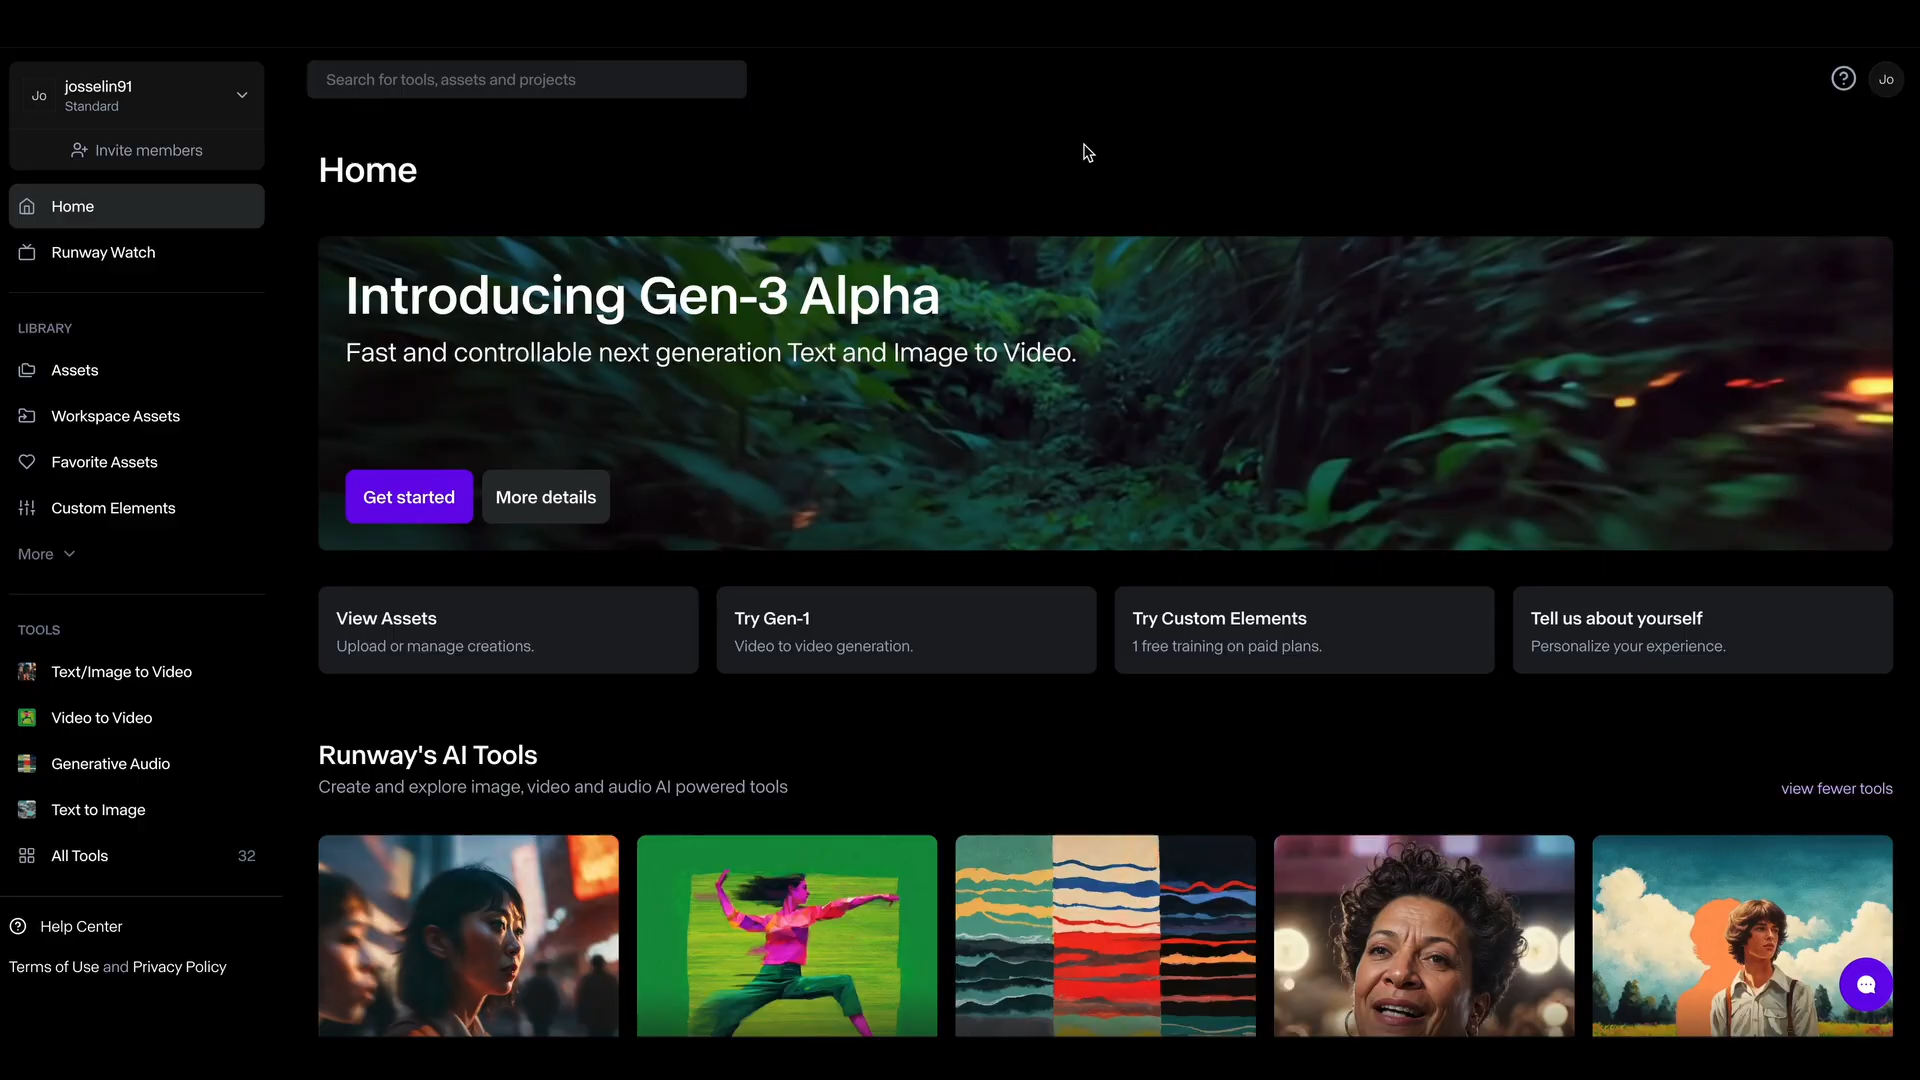 Jo
josselin91
Standard
Invite members
Home
Runway Watch
LIBRARY
Assets
Workspace Assets
Favorite Assets
Custom Elements
More
TOOLS
Text/Image to Video
Video to Video
Generative Audio
Text to Image
All Tools 32
Help Center
Terms of Use and Privacy Policy
Search for tools, assets and projects
Jo
Home
Introducing Gen-3 Alpha
Fast and controllable next generation Text and Image to Video.
Get started
More details
View Assets
Upload or manage creations.
Try Gen-1
Video to video generation.
Try Custom Elements
1 free training on paid plans.
Tell us about yourself
Personalize your experience.
Runway's AI Tools
Create and explore image, video and audio AI powered tools
view fewer tools